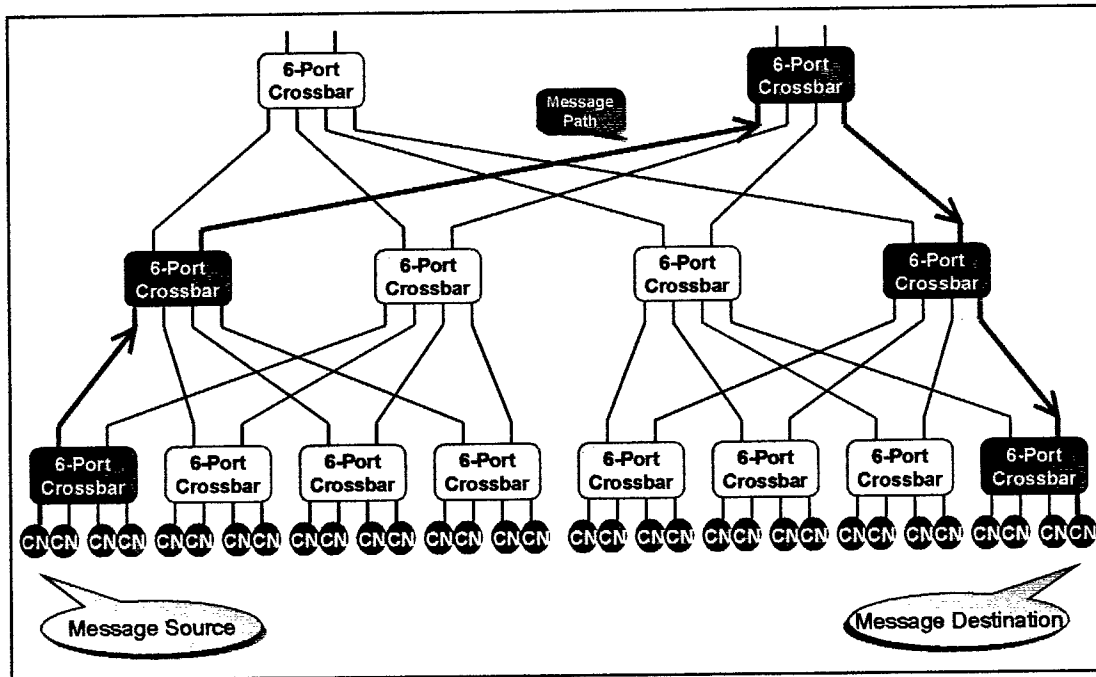 6-Port
Crossbar
6-Port
Crossbar
Message
Path
6-Port
Crossbar
6-Port
Crossbar
6-Port
Crossbar
6-Port
Crossbar
6-Port
Crossbar
6-Port
Crossbar
6-Port
Crossbar
6-Port
Crossbar
6-Port
Crossbar
6-Port
Crossbar
6-Port
Crossbar
6-Port
Crossbar
CN CN CN CN CN CN CN CN CN CN CN CN CN CN CN CN CN CN CN CN CN CN CN CN CN CN CN CN CN CN CN CN
Message Source
Message Destination